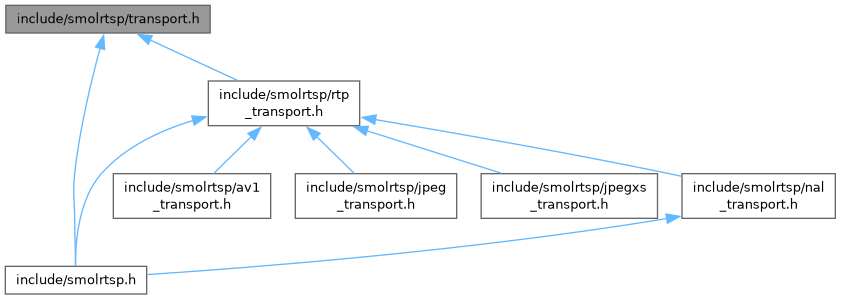 include/smolrtsp/transport.h
include/smolrtsp/rtp
_transport.h
include/smolrtsp/av1
_transport.h
include/smolrtsp/jpeg
_transport.h
include/smolrtsp/jpegxs
_transport.h
include/smolrtsp/nal
_transport.h
include/smolrtsp.h